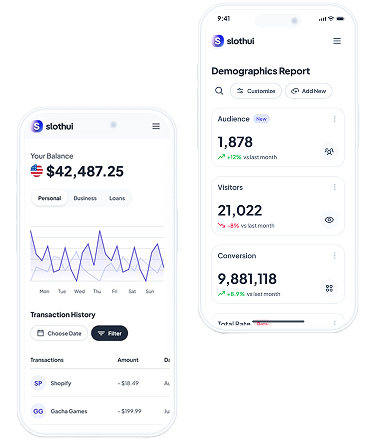 slothui
Your Balance
$42,487.25
Personal Business Loans
Mon Tue Wed Thu Fri Sat Sun
Transaction History
Choose Date Filter
Transactions Amount Da
SP Shopify - $18.49 Au
GG Gacha Games - $199.99 Ju
9:41
slothui
Demographics Report
Customize Add New
Audience New
1,878
+12% vs last month
Visitors
21,022
-8% vs last month
Conversion
9,881,118
+8.9% vs last month
Total Rate